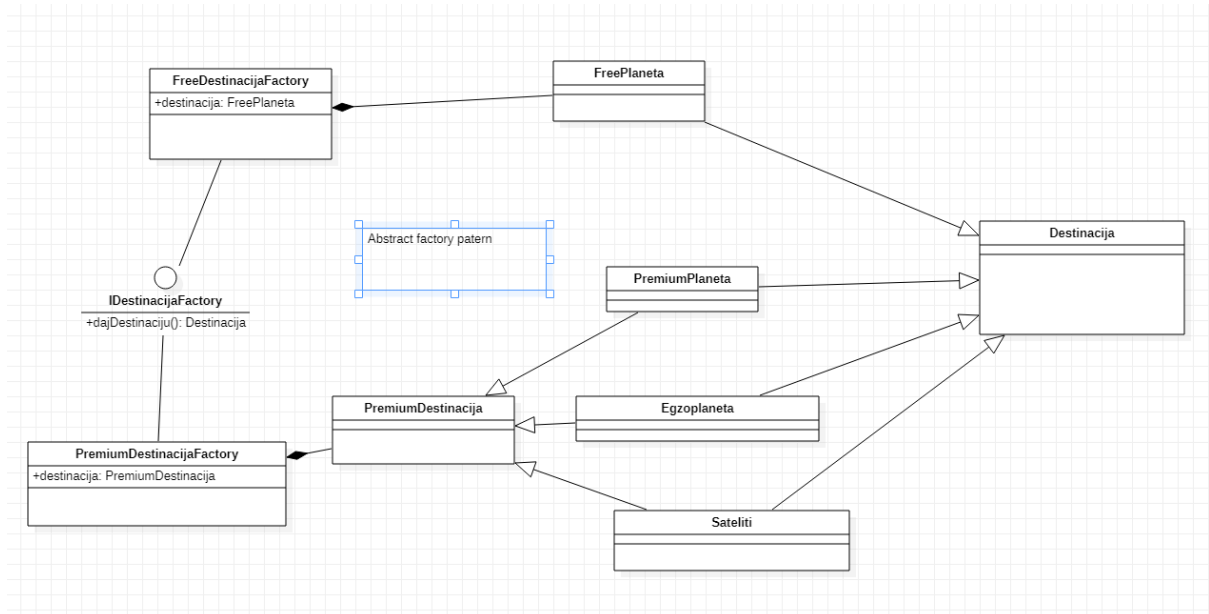 FreeDestinacijaFactory
+destinacija: FreePlaneta
FreePlaneta
Destinacija
Abstract factory patern
PremiumPlaneta
IDestinacijaFactory
+dajDestinaciju(): Destinacija
PremiumDestinacija
Egzoplaneta
PremiumDestinacijaFactory
+destinacija: PremiumDestinacija
Sateliti